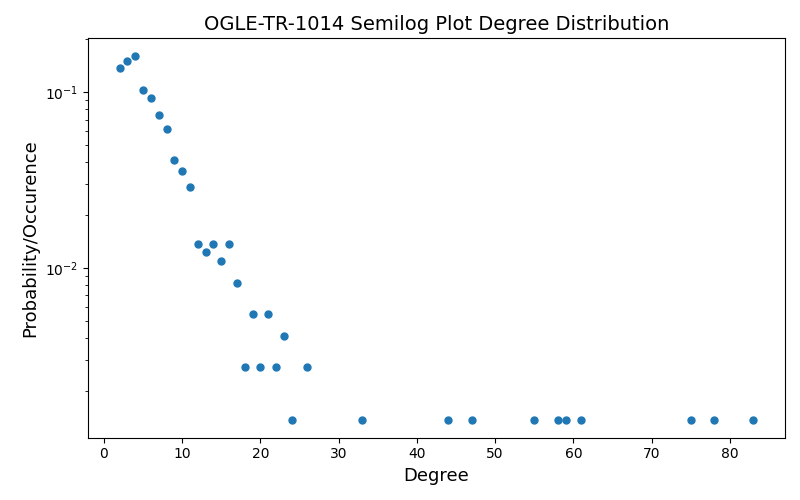 OGLE-TR-1014 Semilog Plot Degree Distribution
Probability/Occurence
10⁻¹
10⁻²
0 10 20 30 40 50 60 70 80
Degree